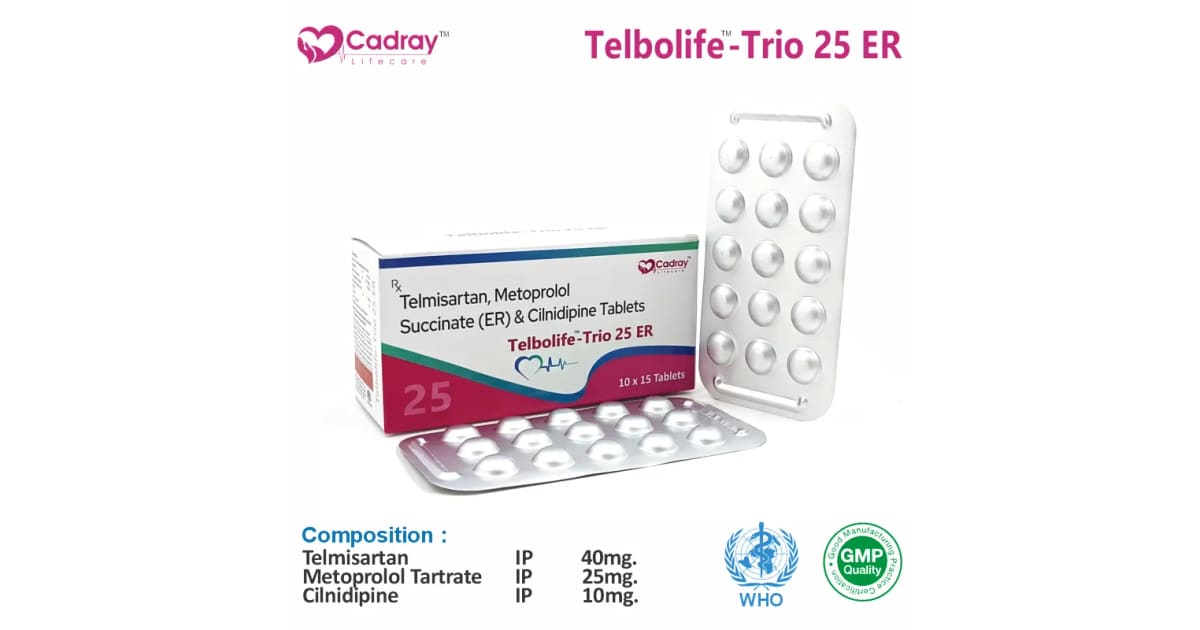 Cadray™
Lifecare
Telbolife™-Trio 25 ER
Rx
Telmisartan, Metoprolol
Succinate (ER) & Cilnidipine Tablets
Telbolife™-Trio 25 ER
Cadray™
Lifecare
25
10 x 15 Tablets
Composition :
Telmisartan IP 40mg.
Metoprolol Tartrate IP 25mg.
Cilnidipine IP 10mg.
WHO
Good Manufacturing Practice Certification
GMP
Quality